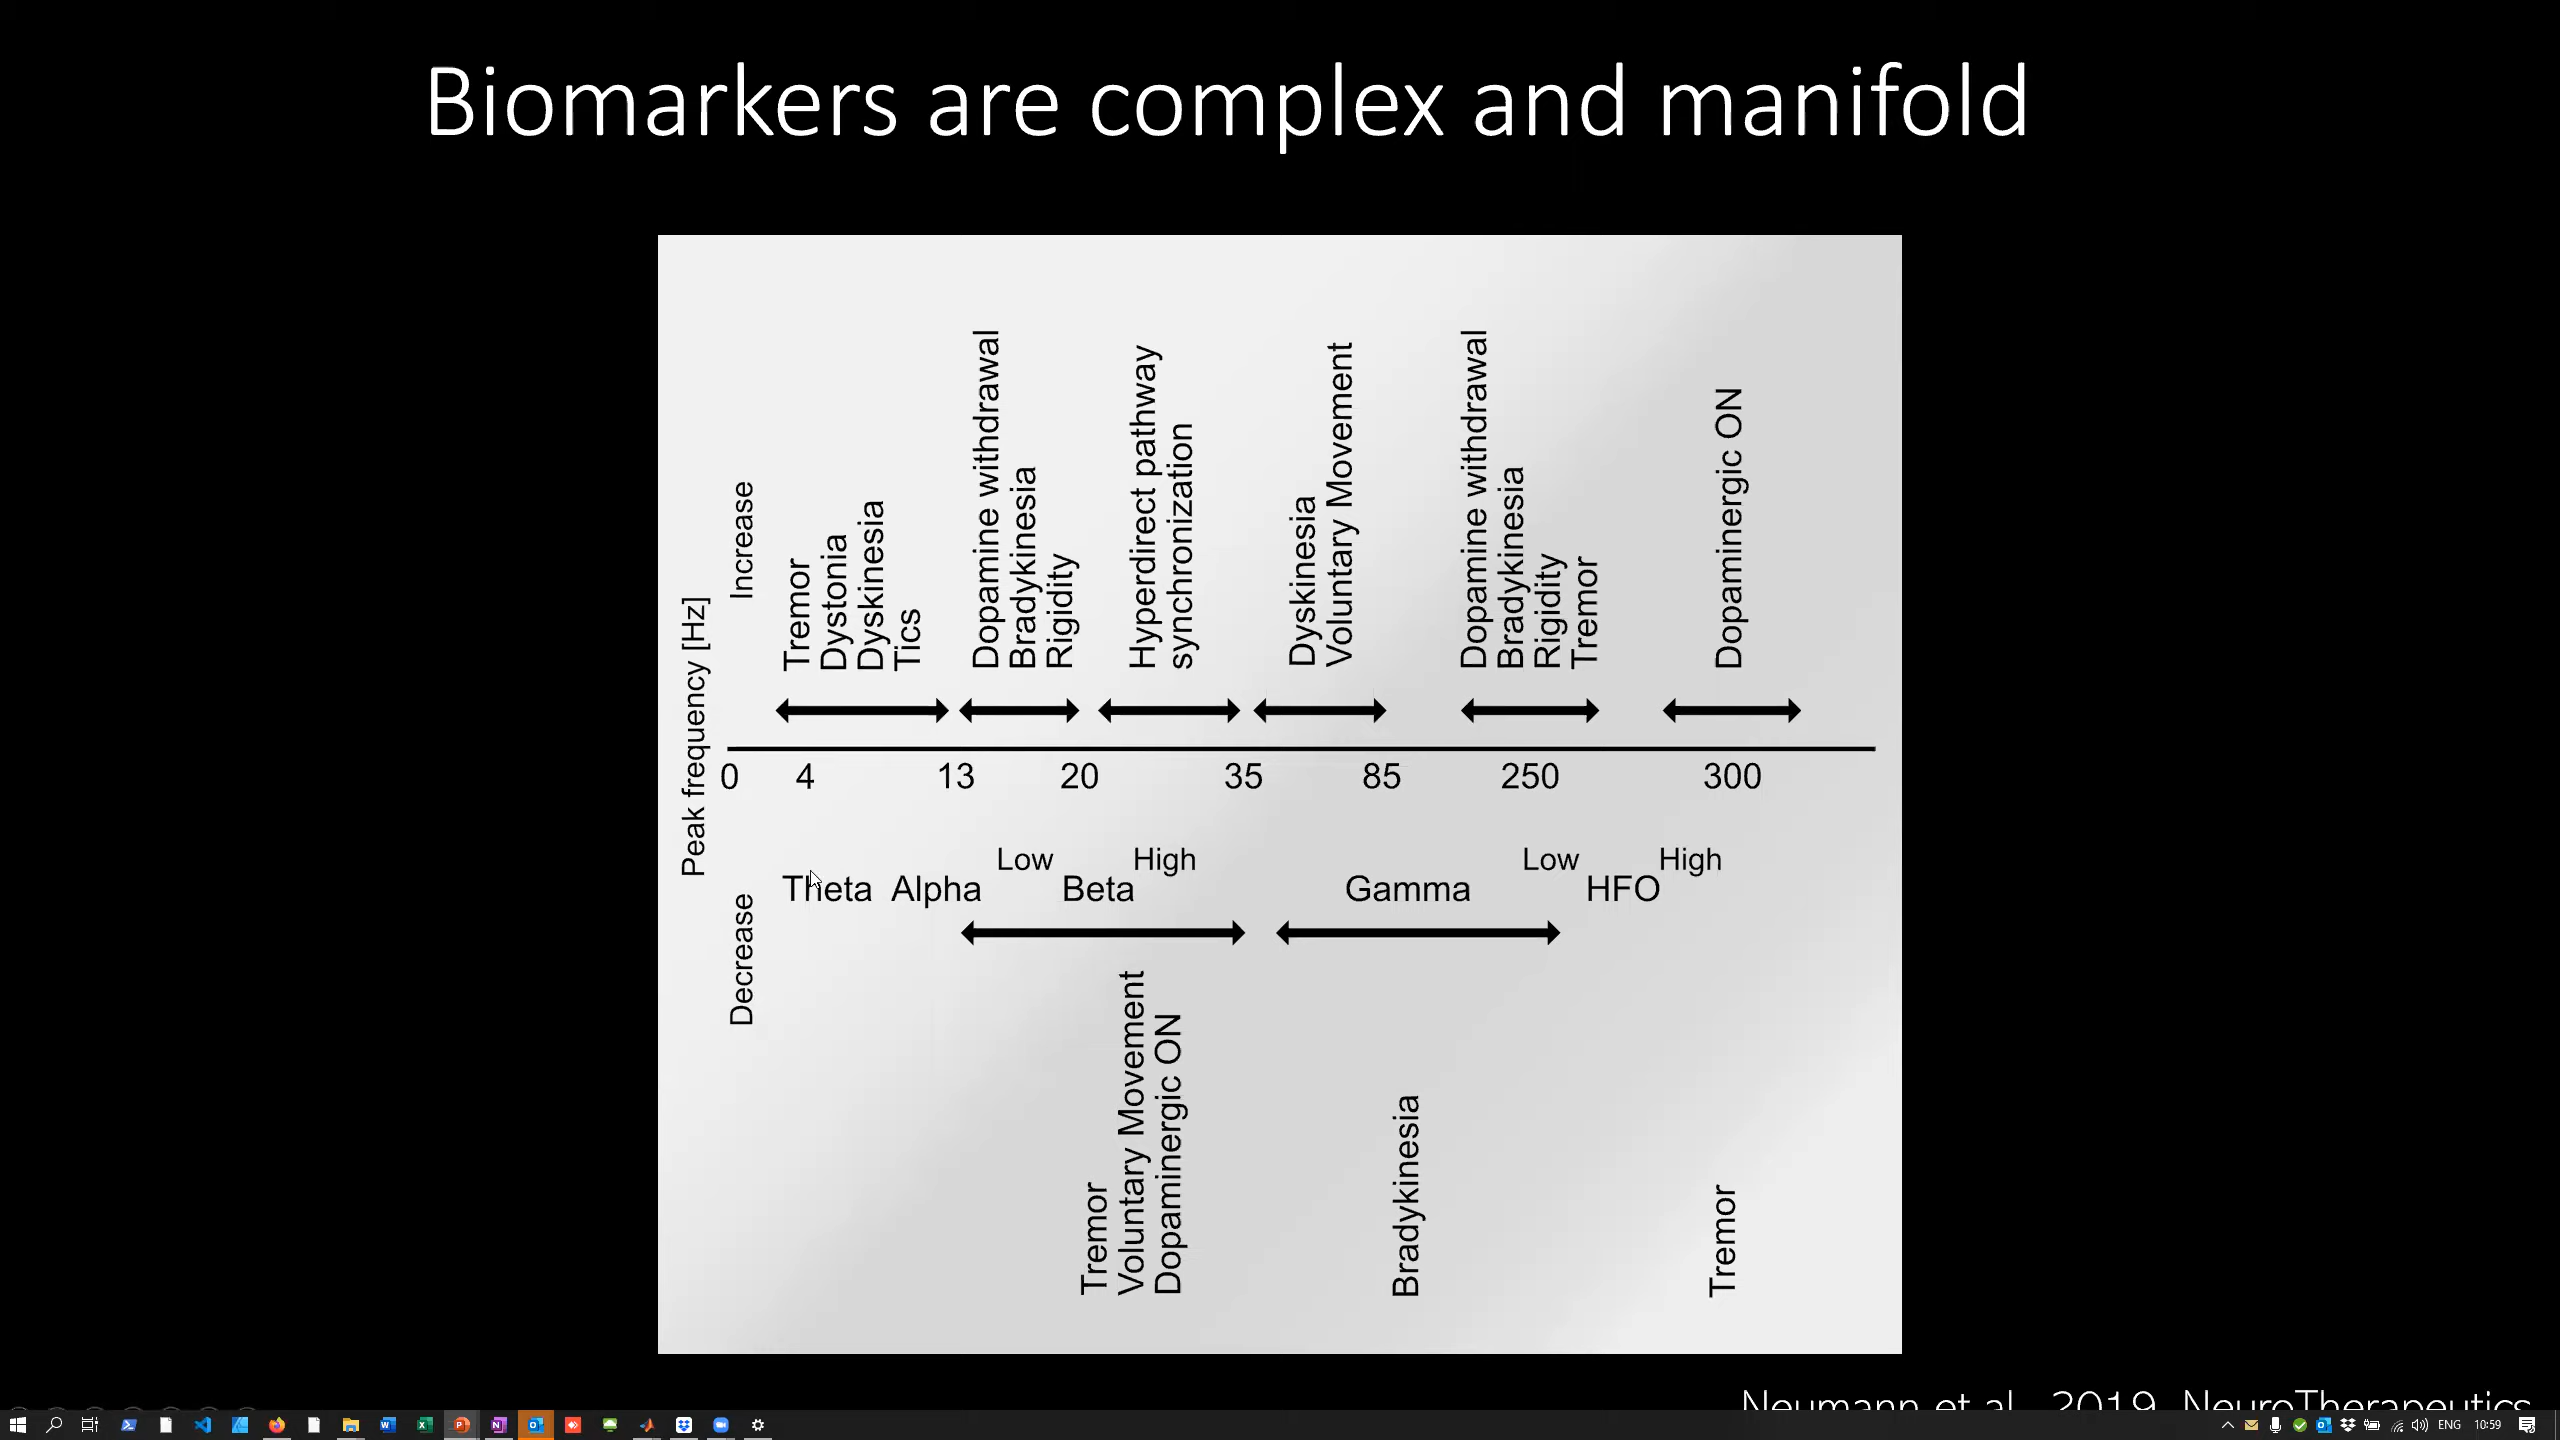 Biomarkers are complex and manifold
Peak frequency [Hz]
Increase
Tremor
Dystonia
Dyskinesia
Tics
Dopamine withdrawal
Bradykinesia
Rigidity
Hyperdirect pathway
synchronization
Dyskinesia
Voluntary Movement
Dopamine withdrawal
Bradykinesia
Rigidity
Tremor
Dopaminergic ON
0 4 13 20 35 85 250 300
Low High Low High
Theta Alpha Beta Gamma HFO
Decrease
Tremor
Voluntary Movement
Dopaminergic ON
Bradykinesia
Tremor
Neumann et al., 2019, NeuroTherapeutics
ENG 10:59